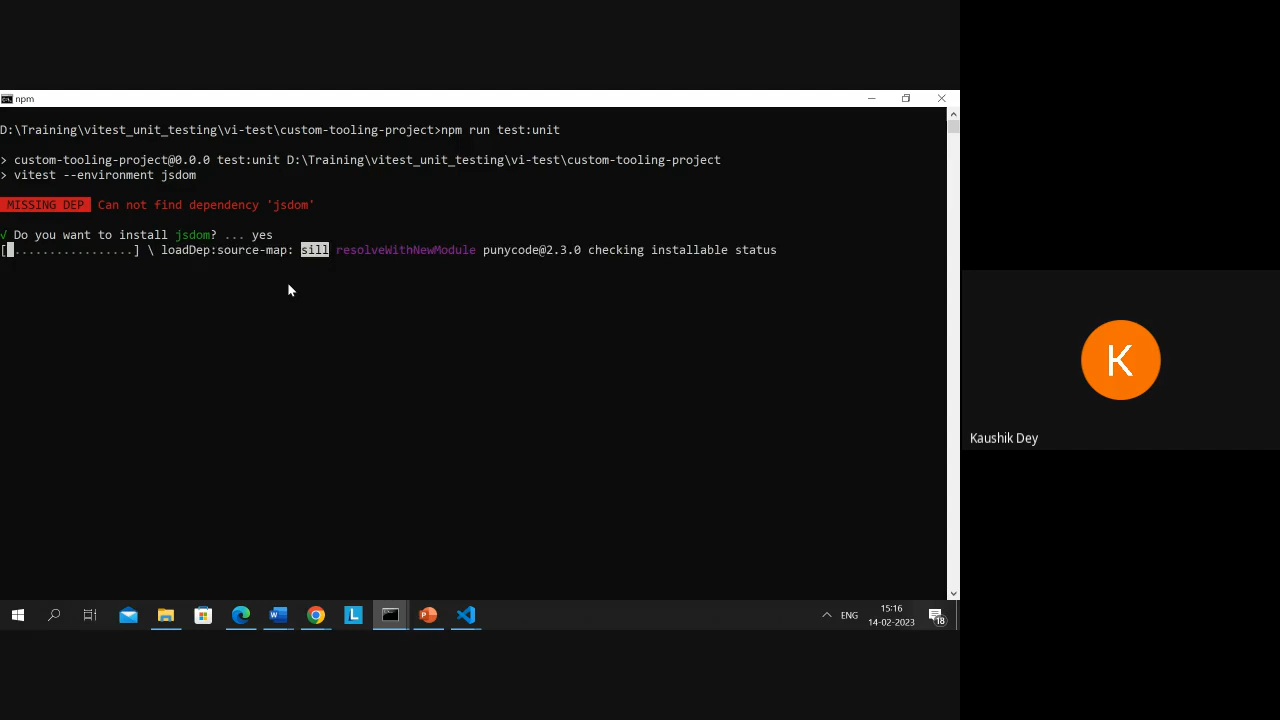 npm
D:\Training\vitest_unit_testing\vi-test\custom-tooling-project>npm run test:unit
> custom-tooling-project@0.0.0 test:unit D:\Training\vitest_unit_testing\vi-test\custom-tooling-project
> vitest --environment jsdom
MISSING DEP Can not find dependency 'jsdom'
√ Do you want to install jsdom? ... yes
[ .................] \ loadDep:source-map: sill resolveWithNewModule punycode@2.3.0 checking installable status
K
Kaushik Dey
L
W
P
ENG
15:16
14-02-2023
18